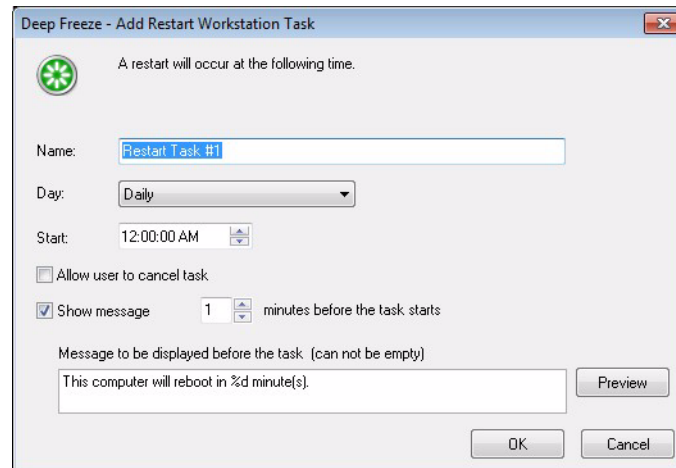 Deep Freeze - Add Restart Workstation Task
A restart will occur at the following time.
Name: Restart Task #1
Day: Daily
Start: 12:00:00 AM
Allow user to cancel task
Show message 1 minutes before the task starts
Message to be displayed before the task (can not be empty)
This computer will reboot in %d minute(s).
Preview
OK Cancel